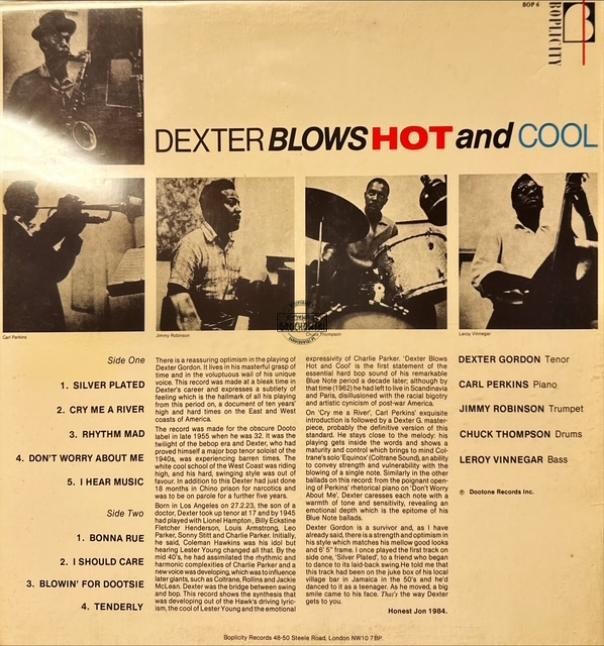 BOP 6
BOPLICITY
DEXTER BLOWS HOT and COOL
Carl Perkins
Jimmy Robinson
Chuck Thompson
Leroy Vinnegar
Side One
1. SILVER PLATED
2. CRY ME A RIVER
3. RHYTHM MAD
4. DON'T WORRY ABOUT ME
5. I HEAR MUSIC
Side Two
1. BONNA RUE
2. I SHOULD CARE
3. BLOWIN' FOR DOOTSIE
4. TENDERLY
There is a reassuring optimism in the playing of
Dexter Gordon. It lives in his masterful grasp of
time and in the voluptuous wail of his unique
voice. This record was made at a bleak time in
Dexter's career and expresses a subtlety of
feeling which is the hallmark of all his playing
from this period on, a document of ten years'
high and hard times on the East and West
coasts of America.
The record was made for the obscure Dooto
label in late 1955 when he was 32. It was the
twilight of the bebop era and Dexter, who had
proved himself a major bop tenor soloist of the
1940s, was experiencing barren times. The
white cool school of the West Coast was riding
high, and his hard, swinging style was out of
favour. In addition to this Dexter had just done
18 months in Chino prison for narcotics and
was to be on parole for a further five years.
Born in Los Angeles on 27.2.23, the son of a
doctor, Dexter took up tenor at 17 and by 1945
had played with Lionel Hampton, Billy Eckstine
Fletcher Henderson, Louis Armstrong, Leo
Parker, Sonny Stitt and Charlie Parker. Initially,
he said, Coleman Hawkins was his idol but
hearing Lester Young changed all that. By the
mid 40's, he had assimilated the rhythmic and
harmonic complexities of Charlie Parker and a
new voice was developing, which was to influence
later giants, such as Coltrane, Rollins and Jackie
McLean. Dexter was the bridge between swing
and bop. This record shows the synthesis that
was developing out of the Hawk's driving lyric-
ism, the cool of Lester Young and the emotional
expressivity of Charlie Parker. 'Dexter Blows
Hot and Cool' is the first statement of the
essential hard bop sound of his remarkable
Blue Note period a decade later; although by
that time (1962) he had left to live in Scandinavia
and Paris, disillusioned with the racial bigotry
and artistic cynicism of post-war America.
On 'Cry me a River', Carl Perkins' exquisite
introduction is followed by a Dexter G. master-
piece, probably the definitive version of this
standard. He stays close to the melody: his
playing gets inside the words and shows a
maturity and control which brings to mind Col-
trane's solo 'Equinox' (Coltrane Sound), an ability
to convey strength and vulnerability with the
blowing of a single note. Similarly in the other
ballads on this record: from the poignant open-
ing of Perkins' rhetorical piano on 'Don't Worry
About Me', Dexter caresses each note with a
warmth of tone and sensitivity, revealing an
emotional depth which is the epitome of his
Blue Note ballads.
Dexter Gordon is a survivor and, as I have
already said, there is a strength and optimism in
his style which matches his mellow good looks
and 6' 5" frame. I once played the first track on
side one, 'Silver Plated', to a friend who began
to dance to its laid-back swing. He told me that
this track had been on the juke box of his local
village bar in Jamaica in the 50's and he'd
danced to it as a teenager. As he moved, a big
smile came to his face. That's the way Dexter
gets to you.
Honest Jon 1984.
DEXTER GORDON Tenor
CARL PERKINS Piano
JIMMY ROBINSON Trumpet
CHUCK THOMPSON Drums
LEROY VINNEGAR Bass
℗ Dootone Records Inc.
Boplicity Records 48-50 Steele Road, London NW10 7BP.